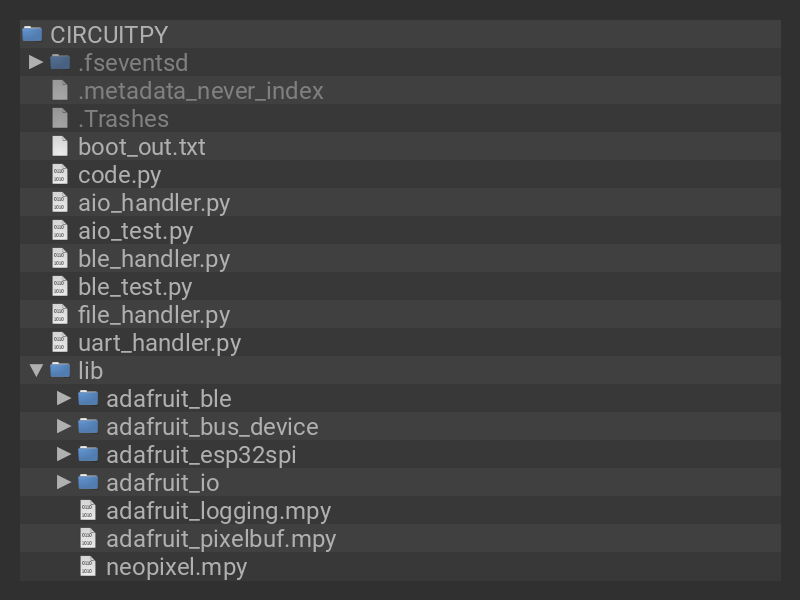 CIRCUITPY
.fseventsd
.metadata_never_index
.Trashes
boot_out.txt
code.py
aio_handler.py
aio_test.py
ble_handler.py
ble_test.py
file_handler.py
uart_handler.py
lib
adafruit_ble
adafruit_bus_device
adafruit_esp32spi
adafruit_io
adafruit_logging.mpy
adafruit_pixelbuf.mpy
neopixel.mpy